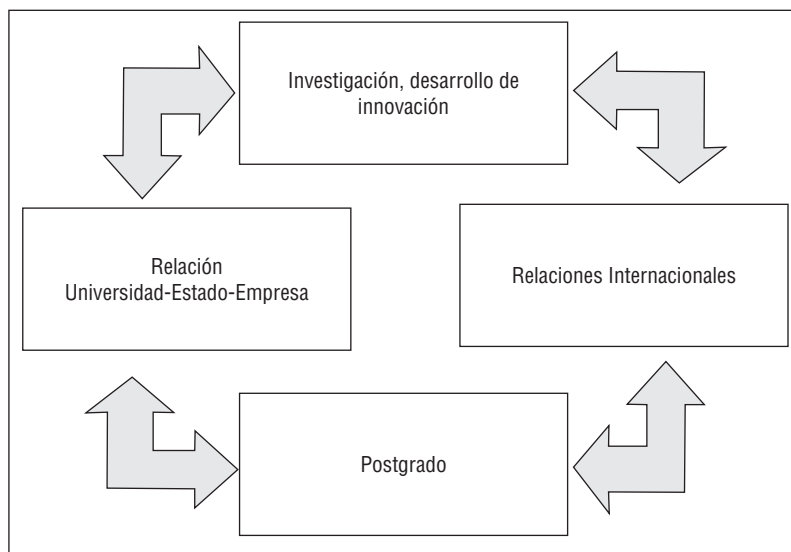 Investigación, desarrollo de
innovación
Relación
Universidad-Estado-Empresa
Relaciones Internacionales
Postgrado